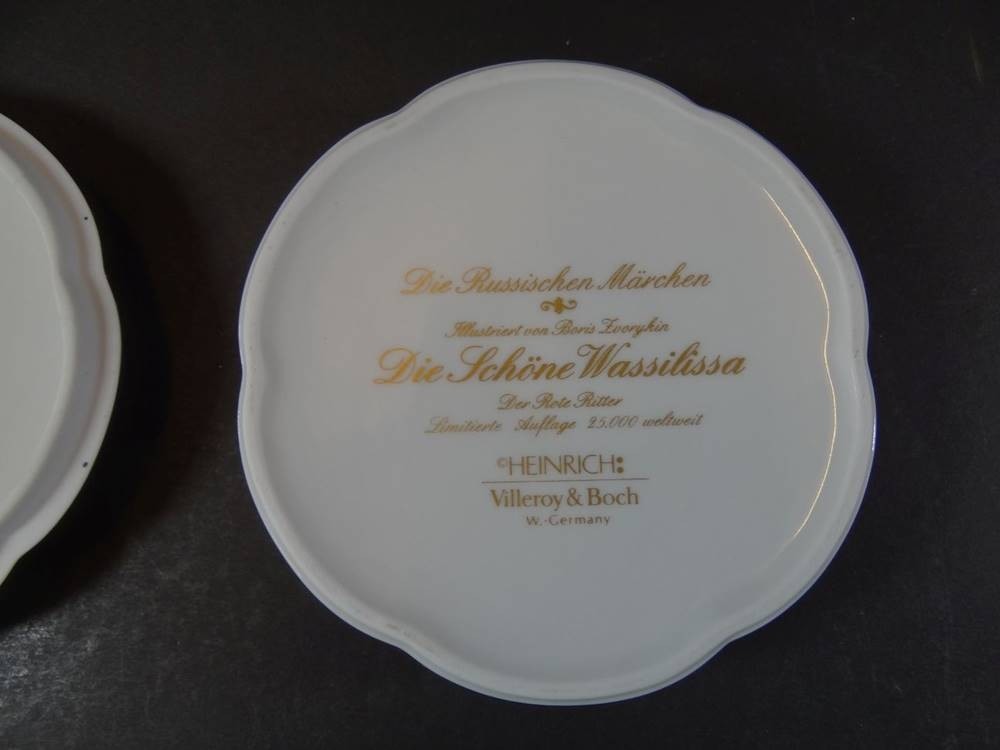 Die Russischen Märchen
Illustriert von Boris Zvorykin
Die Schöne Wassilissa
Der Rote Ritter
Limitierte Auflage 25.000 weltweit
©HEINRICH:
Villeroy & Boch
W.-Germany